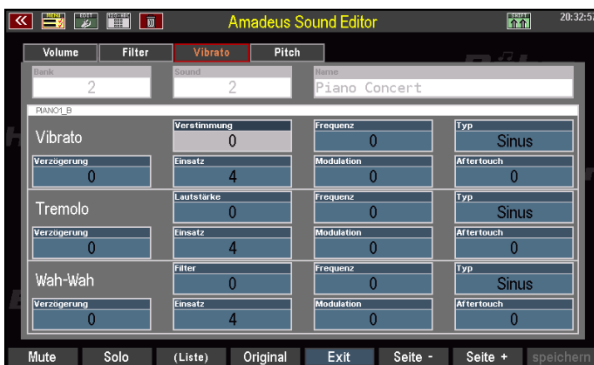 Amadeus Sound Editor 20:32:57
Volume Filter Vibrato Pitch
Bank Sound Name
2 2 Piano Concert
PIANO1_B
Vibrato Verstimmung Frequenz Typ
0 0 Sinus
Verzögerung Einsatz Modulation Aftertouch
0 4 0 0
Tremolo Lautstärke Frequenz Typ
0 0 Sinus
Verzögerung Einsatz Modulation Aftertouch
0 4 0 0
Wah-Wah Filter Frequenz Typ
0 0 Sinus
Verzögerung Einsatz Modulation Aftertouch
0 4 0 0
Mute Solo (Liste) Original Exit Seite - Seite + speichern